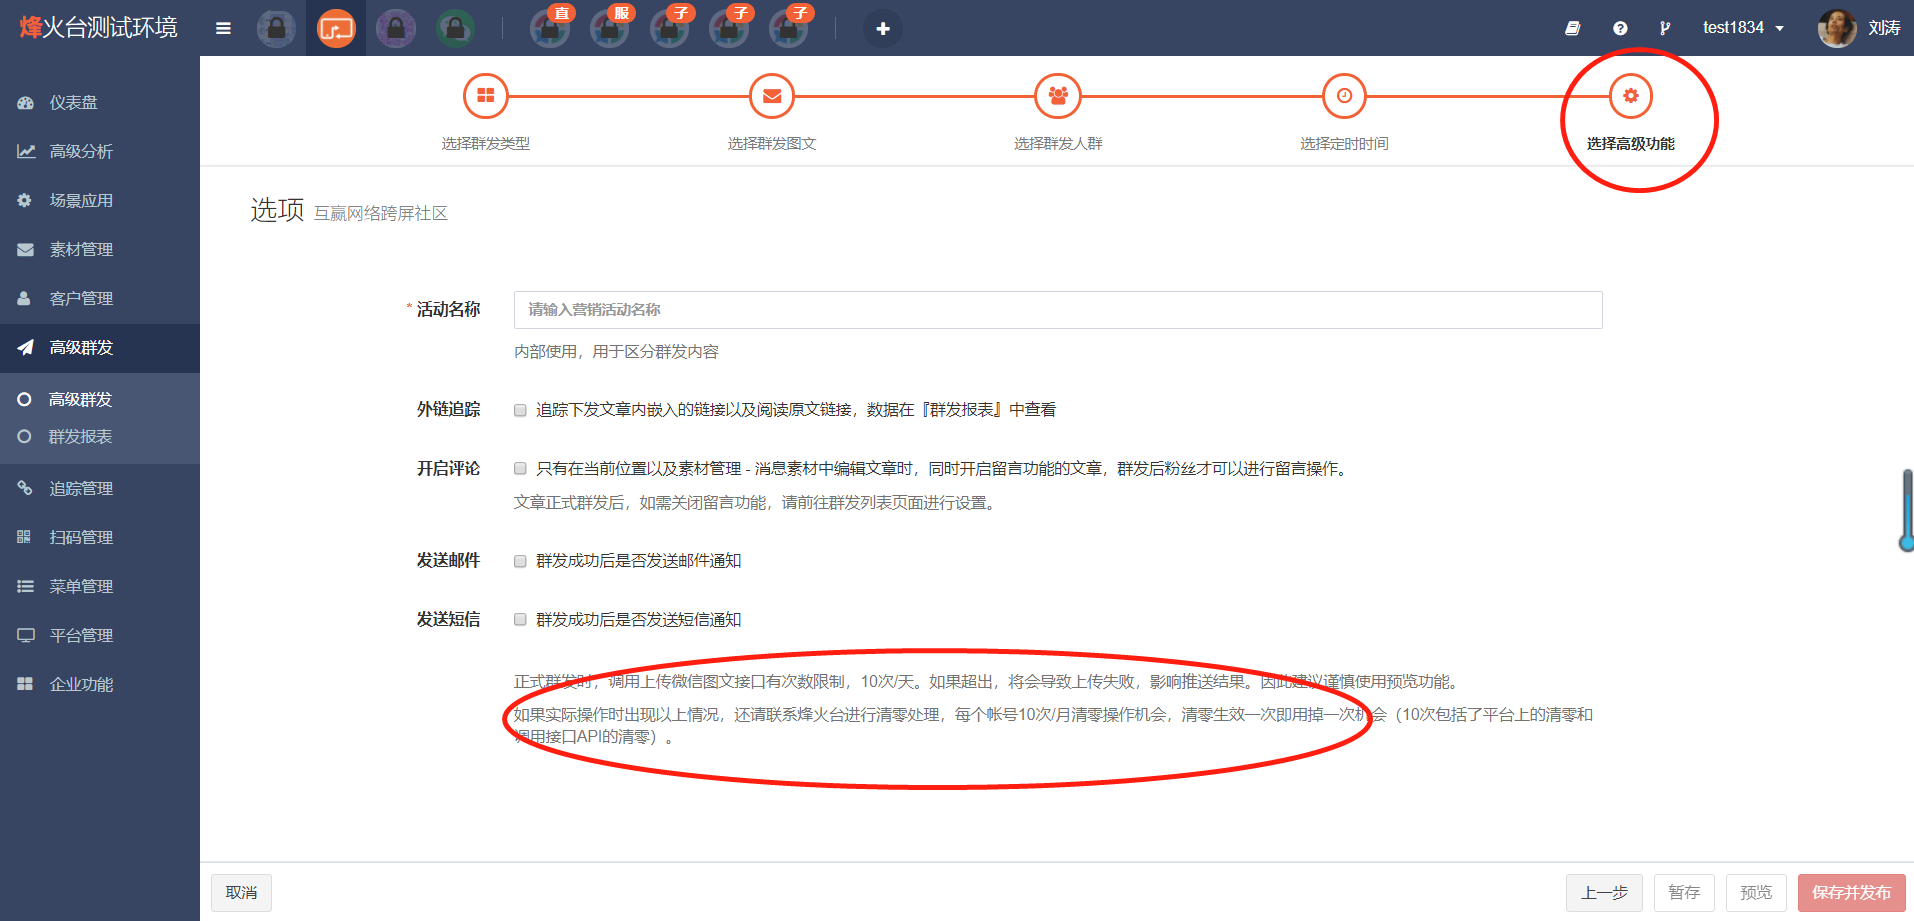 烽火台测试环境
直
服
子
子
子
test1834
刘涛
仪表盘
高级分析
场景应用
素材管理
客户管理
高级群发
高级群发
群发报表
追踪管理
扫码管理
菜单管理
平台管理
企业功能
选择群发类型
选择群发图文
选择群发人群
选择定时时间
选择高级功能
选项 互赢网络跨屏社区
* 活动名称
请输入营销活动名称
内部使用，用于区分群发内容
外链追踪
追踪下发文章内嵌入的链接以及阅读原文链接，数据在『群发报表』中查看
开启评论
只有在当前位置以及素材管理 - 消息素材中编辑文章时，同时开启留言功能的文章，群发后粉丝才可以进行留言操作。
文章正式群发后，如需关闭留言功能，请前往群发列表页面进行设置。
发送邮件
群发成功后是否发送邮件通知
发送短信
群发成功后是否发送短信通知
正式群发时，调用上传微信图文接口有次数限制，10次/天。如果超出，将会导致上传失败，影响推送结果。因此建议谨慎使用预览功能。
如果实际操作时出现以上情况，还请联系烽火台进行清零处理，每个帐号10次/月清零操作机会，清零生效一次即用掉一次机会（10次包括了平台上的清零和
调用接口API的清零）。
取消
上一步
暂存
预览
保存并发布